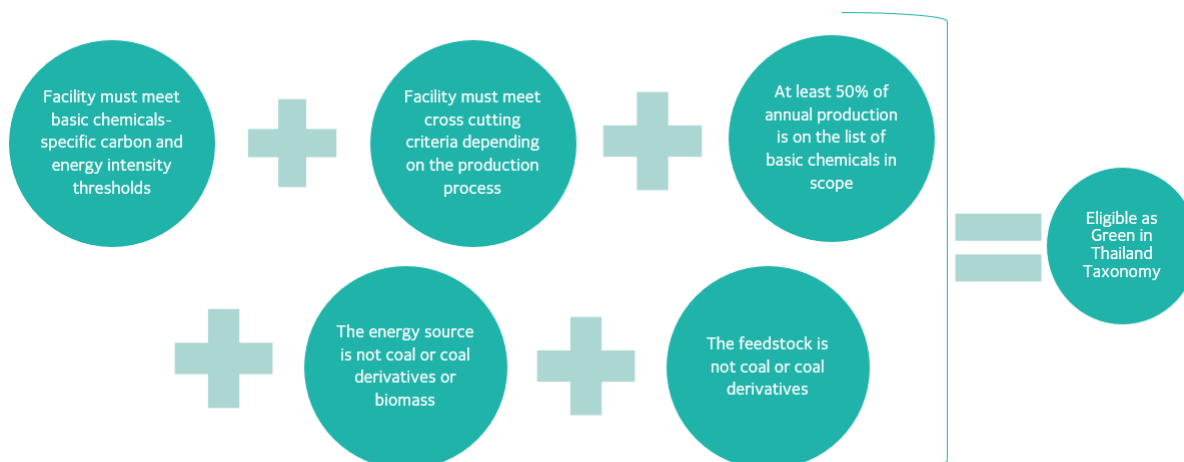 Facility must meet
basic chemicals-
specific carbon and
energy intensity
thresholds
Facility must meet
cross cutting
criteria depending
on the production
process
At least 50% of
annual production
is on the list of
basic chemicals in
scope
The energy source
is not coal or coal
derivatives or
biomass
The feedstock is
not coal or coal
derivatives
Eligible as
Green in
Thailand
Taxonomy